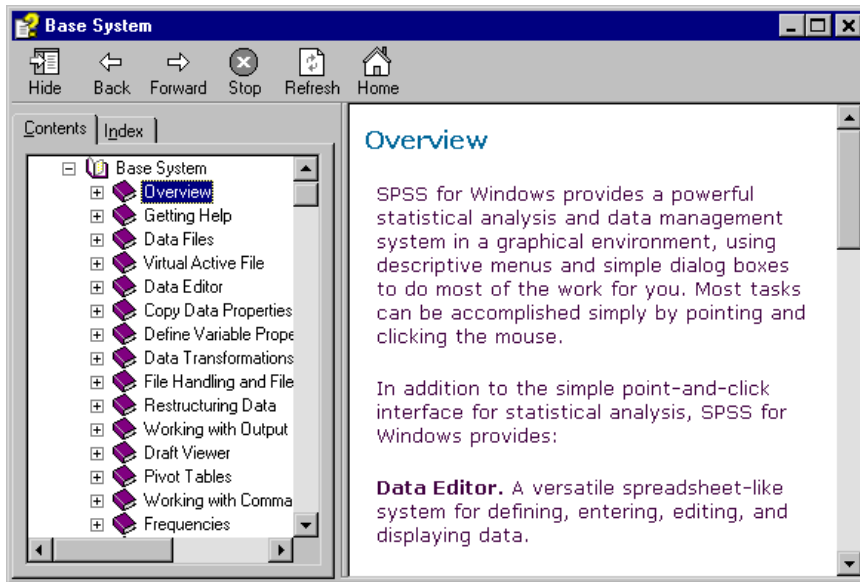 Base System
Hide Back Forward Stop Refresh Home
Contents Index
Base System
Overview
Getting Help
Data Files
Virtual Active File
Data Editor
Copy Data Properties
Define Variable Prope
Data Transformations
File Handling and File
Restructuring Data
Working with Output
Draft Viewer
Pivot Tables
Working with Comma
Frequencies
Overview
SPSS for Windows provides a powerful
statistical analysis and data management
system in a graphical environment, using
descriptive menus and simple dialog boxes
to do most of the work for you. Most tasks
can be accomplished simply by pointing and
clicking the mouse.
In addition to the simple point-and-click
interface for statistical analysis, SPSS for
Windows provides:
Data Editor. A versatile spreadsheet-like
system for defining, entering, editing, and
displaying data.